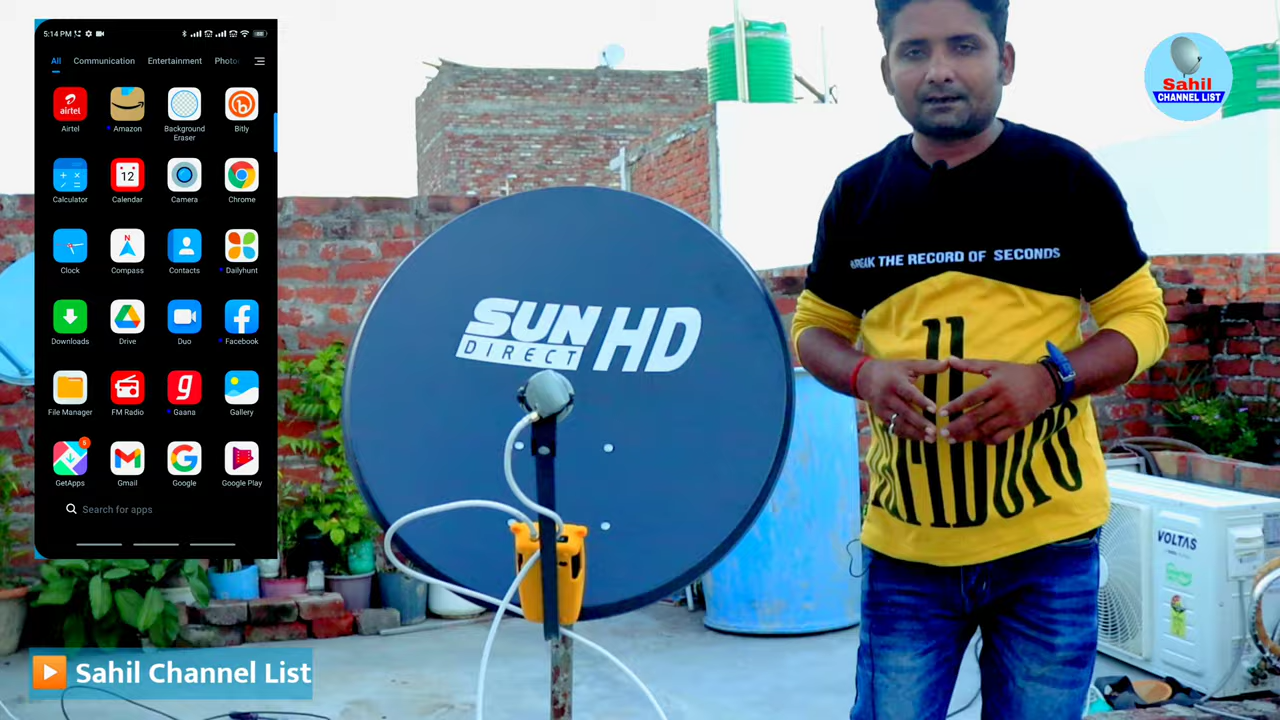 5:14 PM
All Communication Entertainment Photo
Airtel Amazon Background Eraser Bitly
airtel
Calculator Calendar Camera Chrome
12
Clock Compass Contacts Dailyhunt
N
Downloads Drive Duo Facebook
File Manager FM Radio Gaana Gallery
GetApps Gmail Google Google Play
5
Search for apps
SUN HD
DIRECT
THE RECORD OF SECONDS
VOLTAS
Sahil
CHANNEL LIST
Sahil Channel List